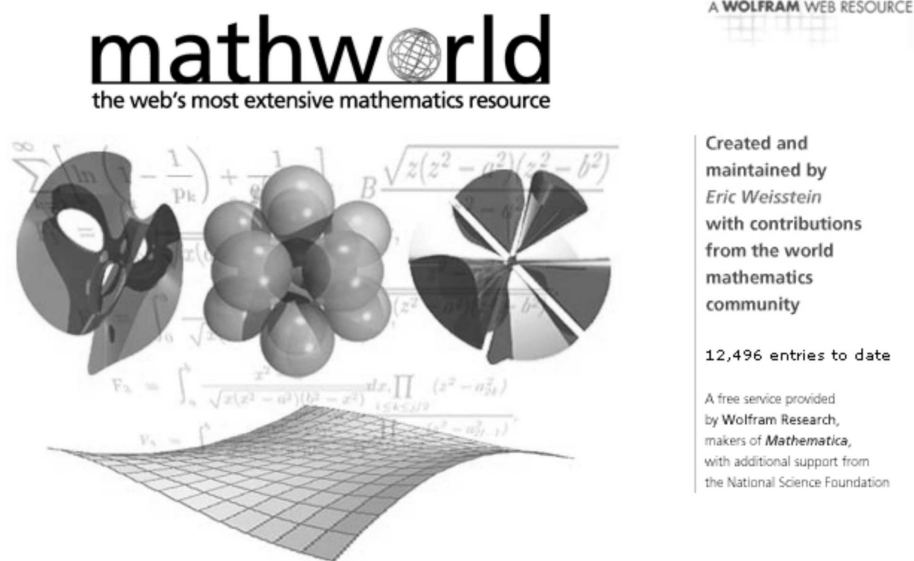 A WOLFRAM WEB RESOURCE
mathworld
the web's most extensive mathematics resource
Created and
maintained by
Eric Weisstein
with contributions
from the world
mathematics
community
12,496 entries to date
A free service provided
by Wolfram Research,
makers of Mathematica,
with additional support from
the National Science Foundation